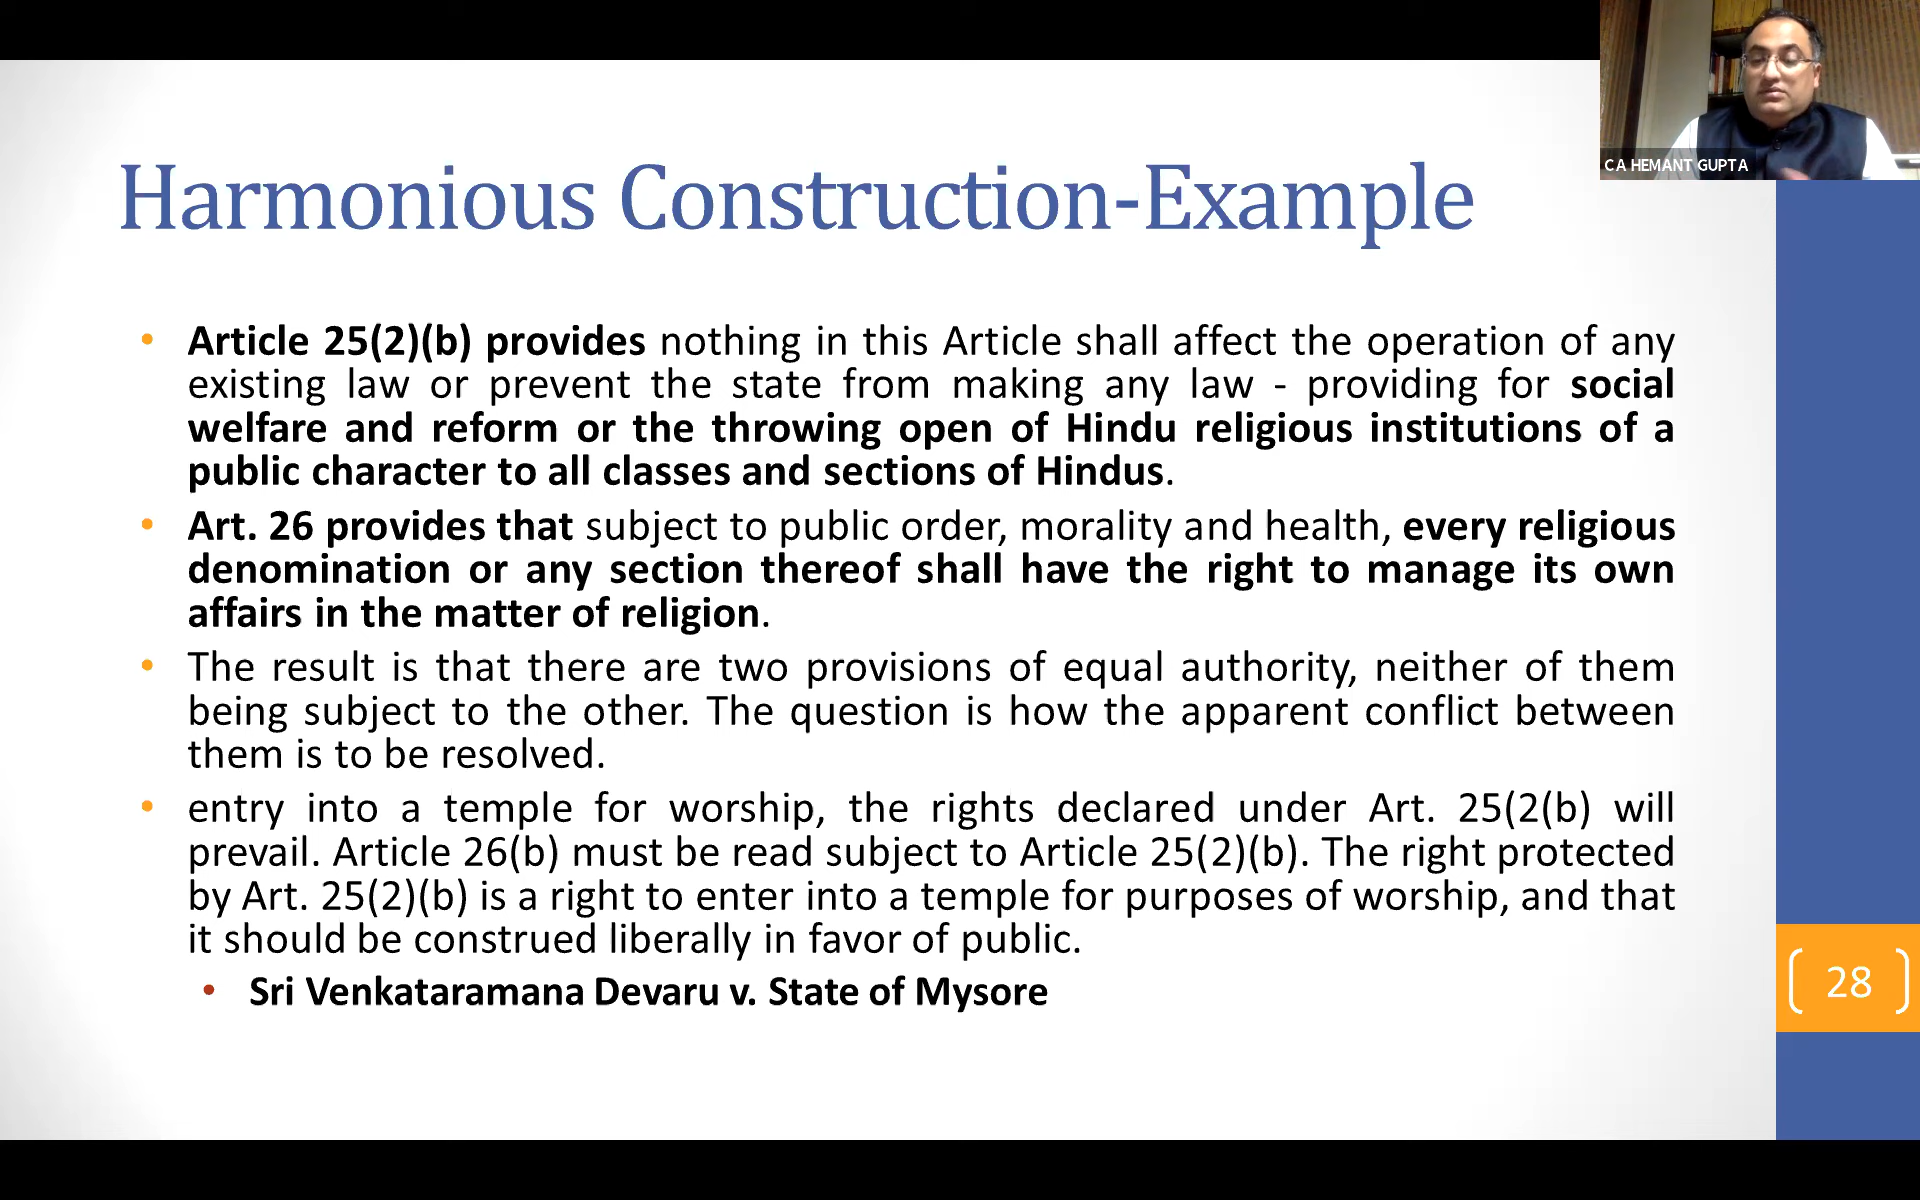 CA HEMANT GUPTA
Harmonious Construction-Example
• Article 25(2)(b) provides nothing in this Article shall affect the operation of any
existing law or prevent the state from making any law - providing for social
welfare and reform or the throwing open of Hindu religious institutions of a
public character to all classes and sections of Hindus.
• Art. 26 provides that subject to public order, morality and health, every religious
denomination or any section thereof shall have the right to manage its own
affairs in the matter of religion.
• The result is that there are two provisions of equal authority, neither of them
being subject to the other. The question is how the apparent conflict between
them is to be resolved.
• entry into a temple for worship, the rights declared under Art. 25(2(b) will
prevail. Article 26(b) must be read subject to Article 25(2)(b). The right protected
by Art. 25(2)(b) is a right to enter into a temple for purposes of worship, and that
it should be construed liberally in favor of public.
• Sri Venkataramana Devaru v. State of Mysore
28